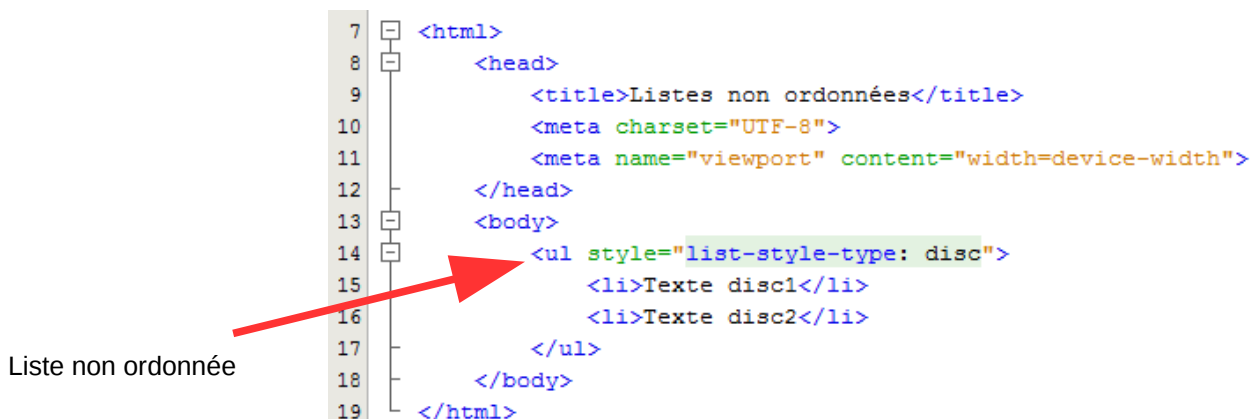 7 <html>
8 <head>
9 <title>Listes non ordonnées</title>
10 <meta charset="UTF-8">
11 <meta name="viewport" content="width=device-width">
12 </head>
13 <body>
14 <ul style="list-style-type: disc">
15 <li>Texte disc1</li>
16 <li>Texte disc2</li>
17 </ul>
18 </body>
19 </html>
Liste non ordonnée